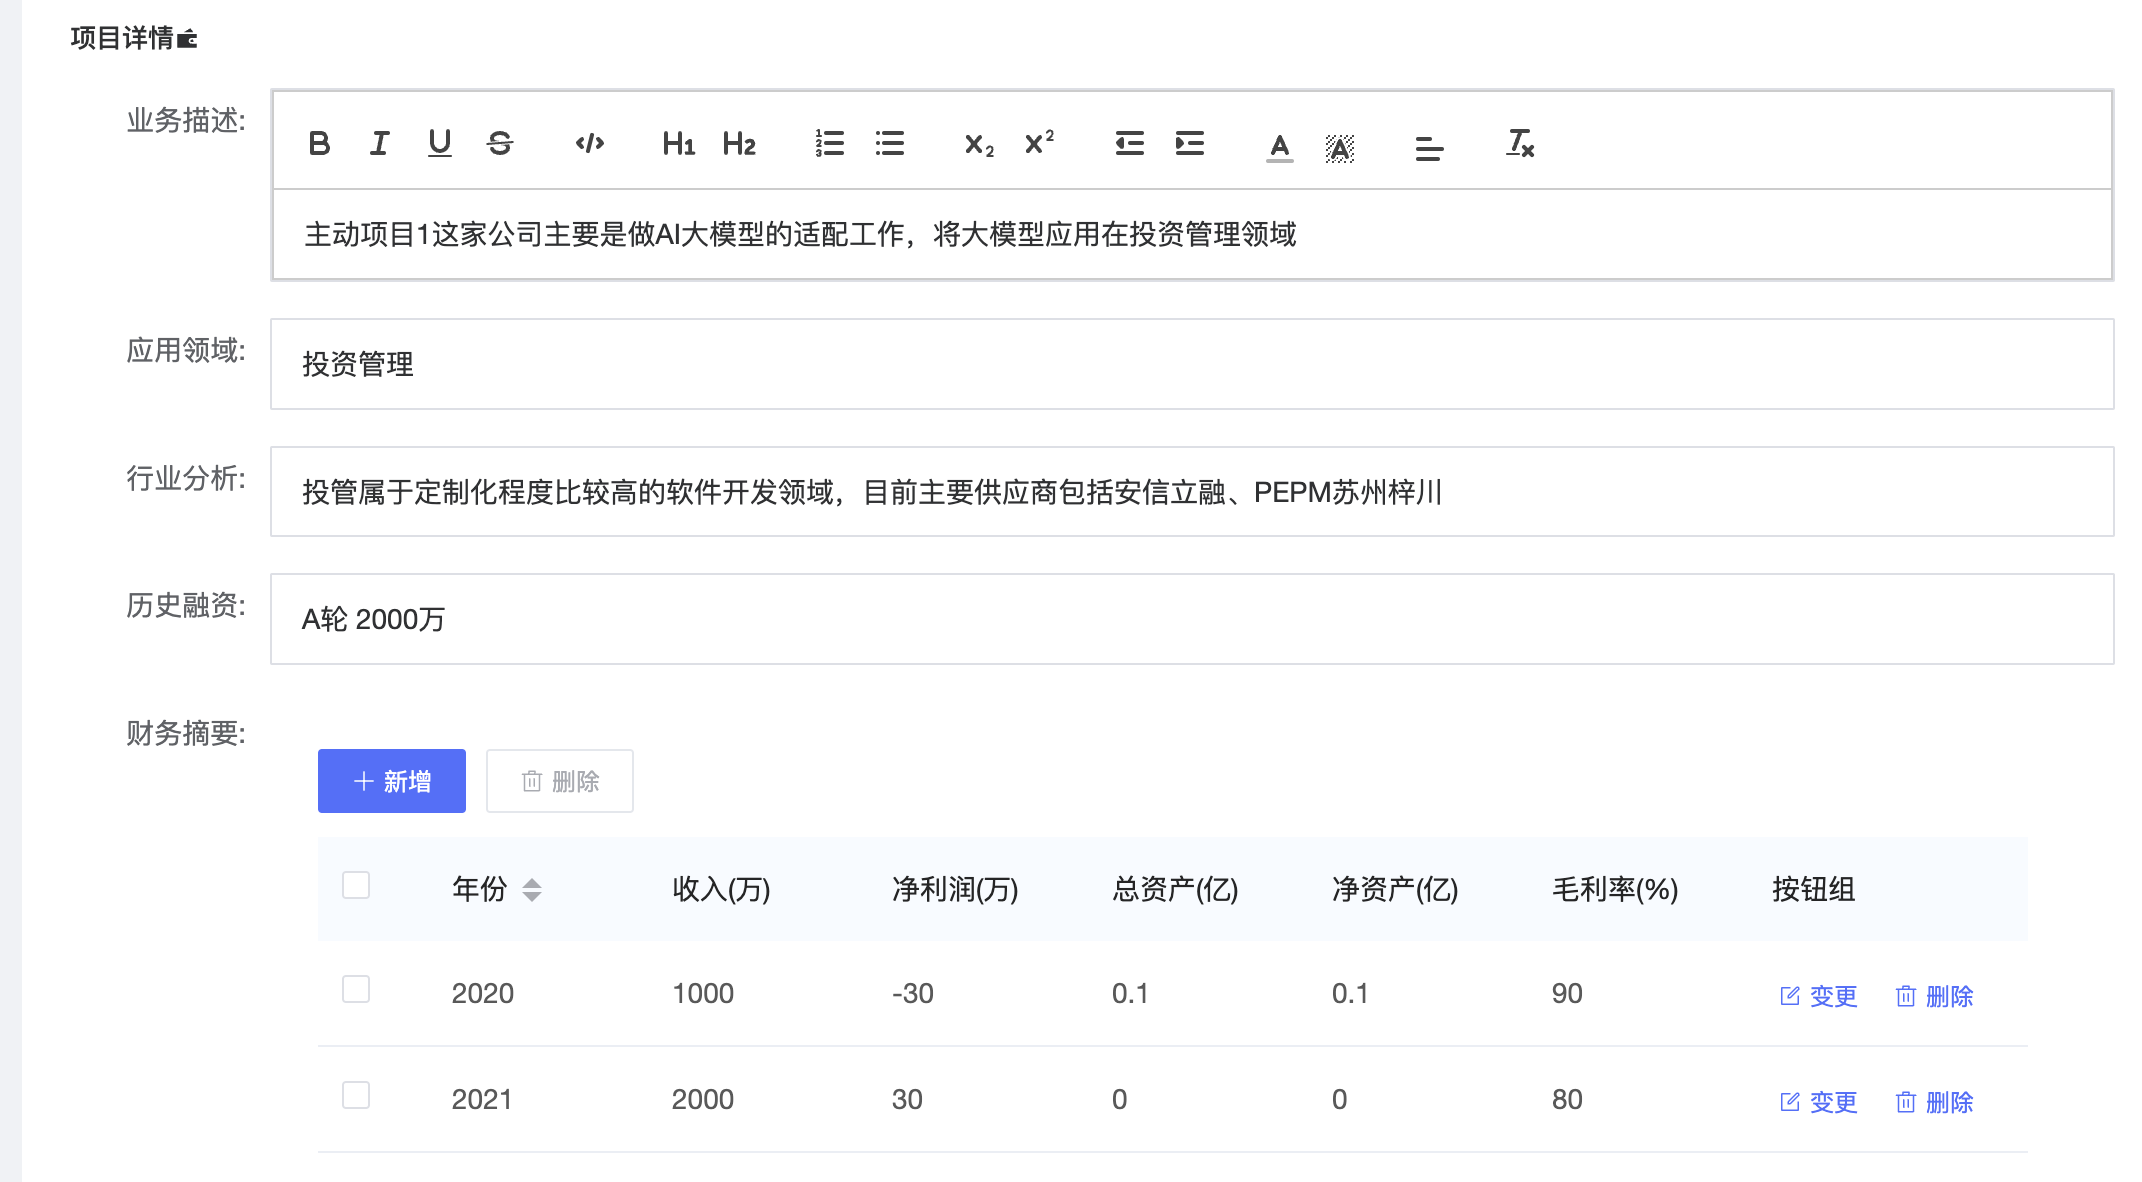 项目详情
业务描述:
B I U S </> H1 H2 X2 X2 A A Tx
主动项目1这家公司主要是做AI大模型的适配工作，将大模型应用在投资管理领域
应用领域:
投资管理
行业分析:
投管属于定制化程度比较高的软件开发领域，目前主要供应商包括安信立融、PEPM苏州梓川
历史融资:
A轮 2000万
财务摘要:
新增 删除
年份 收入(万) 净利润(万) 总资产(亿) 净资产(亿) 毛利率(%) 按钮组
2020 1000 -30 0.1 0.1 90 变更 删除
2021 2000 30 0 0 80 变更 删除